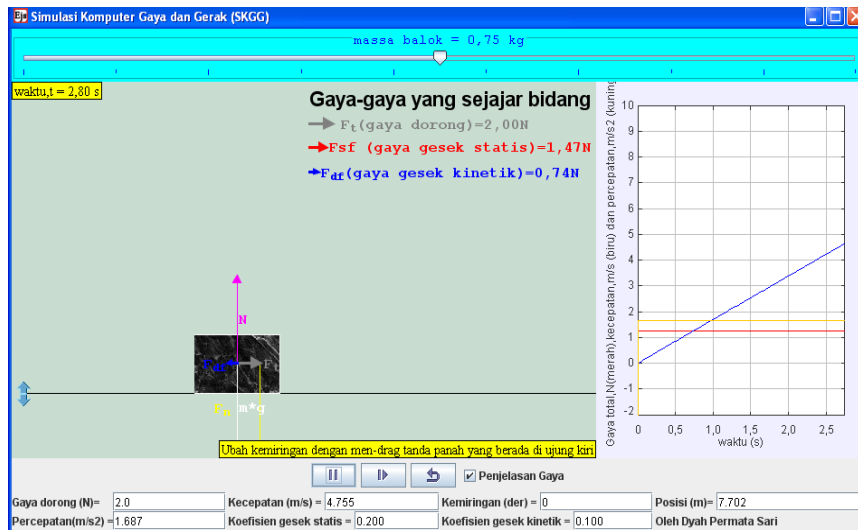 Ejs Simulasi Komputer Gaya dan Gerak (SKGG)
massa balok = 0,75 kg
waktu,t = 2,80 s
Gaya-gaya yang sejajar bidang
Ft(gaya dorong)=2,00N
Fsf (gaya gesek statis)=1,47N
Fdf(gaya gesek kinetik)=0,74N
N
Fdf
Ft
Fn m*g
Ubah kemiringan dengan men-drag tanda panah yang berada di ujung kiri
Gaya total,N(merah),kecepatan,m/s (biru) dan percepatan,m/s2 (kuning
10
9
8
7
6
5
4
3
2
1
0
-1
-2
0 0,5 1,0 1,5 2,0 2,5
waktu (s)
Penjelasan Gaya
Gaya dorong (N)= 2.0 Kecepatan (m/s) = 4.755 Kemiringan (der) = 0 Posisi (m)= 7.702
Percepatan(m/s2) =1.687 Koefisien gesek statis = 0.200 Koefisien gesek kinetik = 0.100 Oleh Dyah Permata Sari